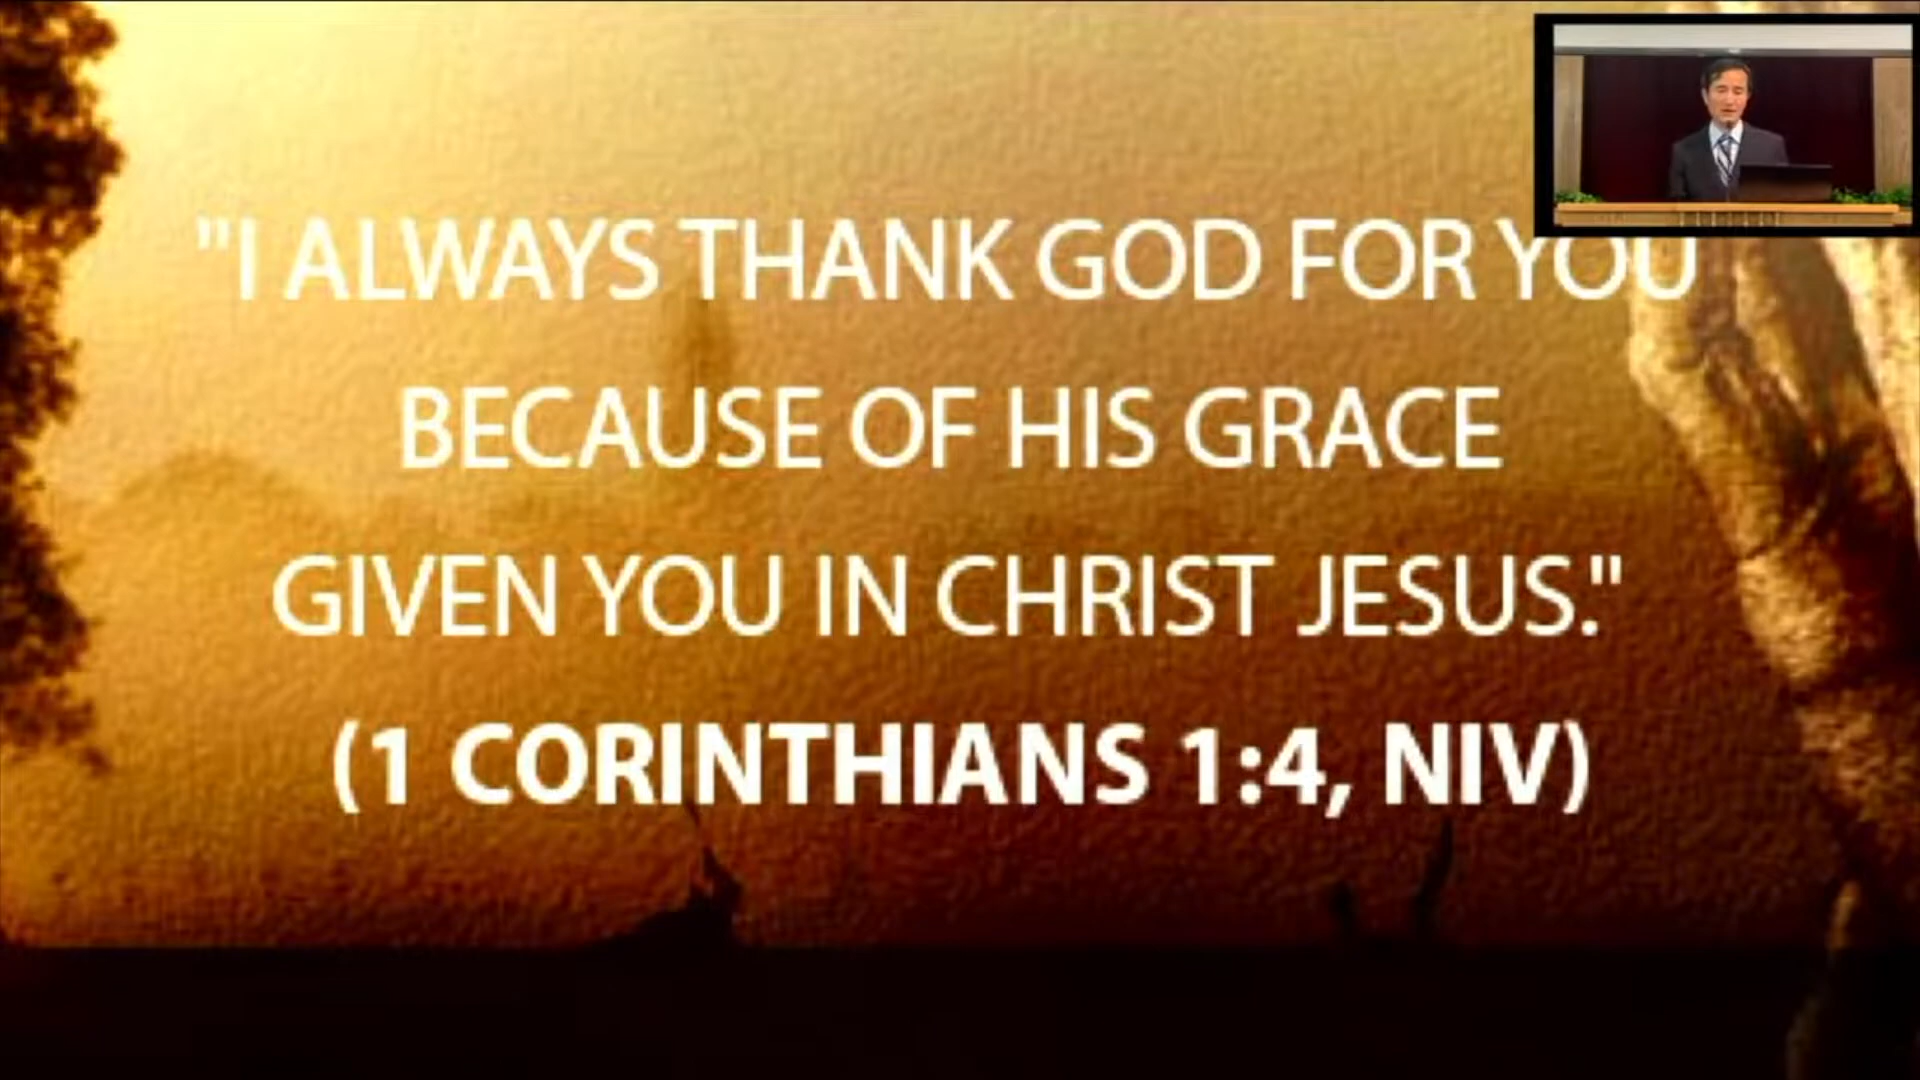 "I ALWAYS THANK GOD FOR YOU
BECAUSE OF HIS GRACE
GIVEN YOU IN CHRIST JESUS."
(1 CORINTHIANS 1:4, NIV)